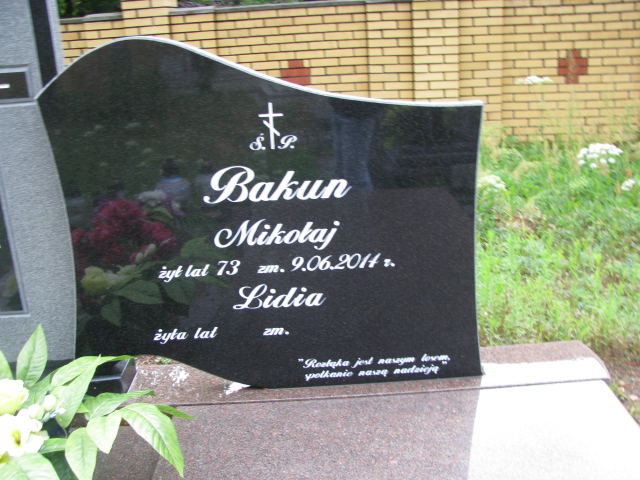 Ś. P.
Bakun
Mikołaj
żył lat 73 zm. 9.06.2014 r.
Lidia
żyła lat zm.
"Rozłąka jest naszym losem,
spotkanie naszą nadzieją"